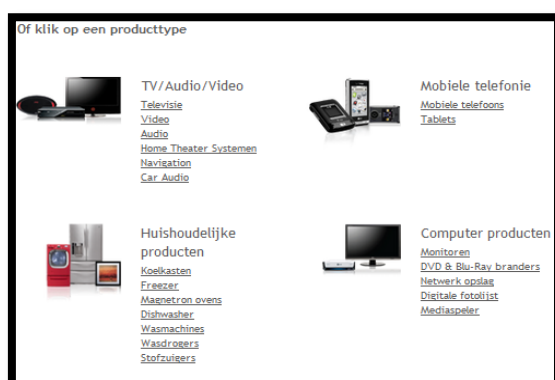 Of klik op een producttype
TV/Audio/Video
Televisie
Video
Audio
Home Theater Systemen
Navigation
Car Audio
Mobiele telefonie
Mobiele telefoons
Tablets
Huishoudelijke
producten
Koelkasten
Freezer
Magnetron ovens
Dishwasher
Wasmachines
Wasdrogers
Stofzuigers
Computer producten
Monitoren
DVD & Blu-Ray branders
Netwerk opslag
Digitale fotolijst
Mediaspeler